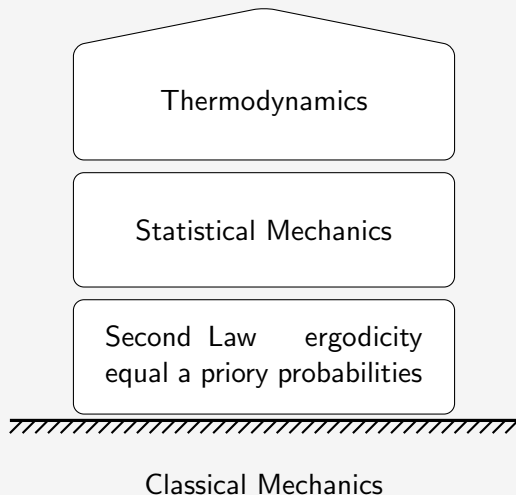 Thermodynamics
Statistical Mechanics
Second Law ergodicity
equal a priory probabilities
Classical Mechanics